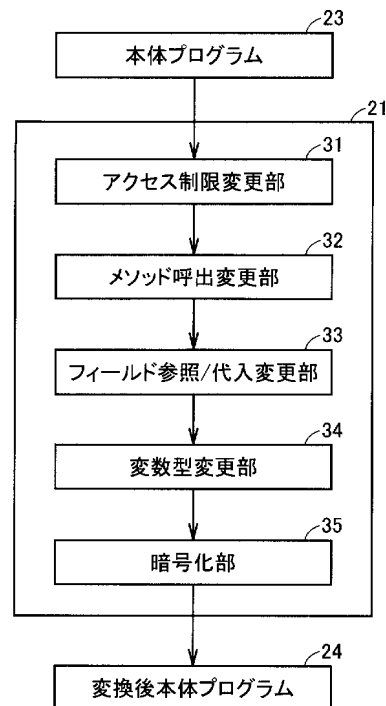 23
本体プログラム
21
31
アクセス制限変更部
32
メソッド呼出変更部
33
フィールド参照/代入変更部
34
変数型変更部
35
暗号化部
24
変換後本体プログラム